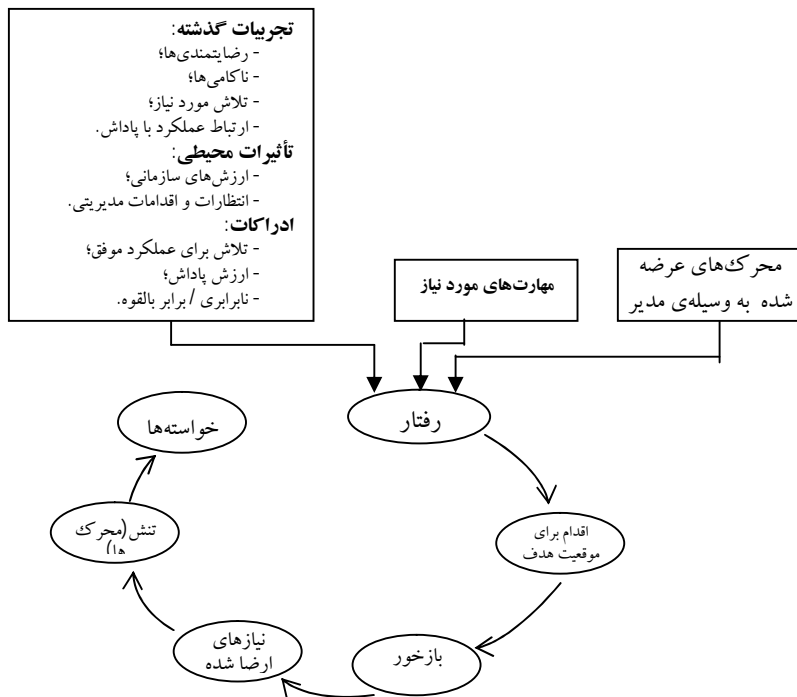 تجربیات گذشته:
- رضایتمندی‌ها؛
- ناکامی‌ها؛
- تلاش مورد نیاز؛
- ارتباط عملکرد با پاداش.
تأثیرات محیطی:
- ارزش‌های سازمانی؛
- انتظارات و اقدامات مدیریتی.
ادراکات:
- تلاش برای عملکرد موفق؛
- ارزش پاداش؛
- نابرابری / برابر بالقوه.
مهارت‌های مورد نیاز
محرک‌های عرضه
شده به وسیله‌ی مدیر
رفتار
خواسته‌ها
تنش (محرک
ها)
اقدام برای
موقعیت هدف
نیازهای
ارضا شده
بازخور